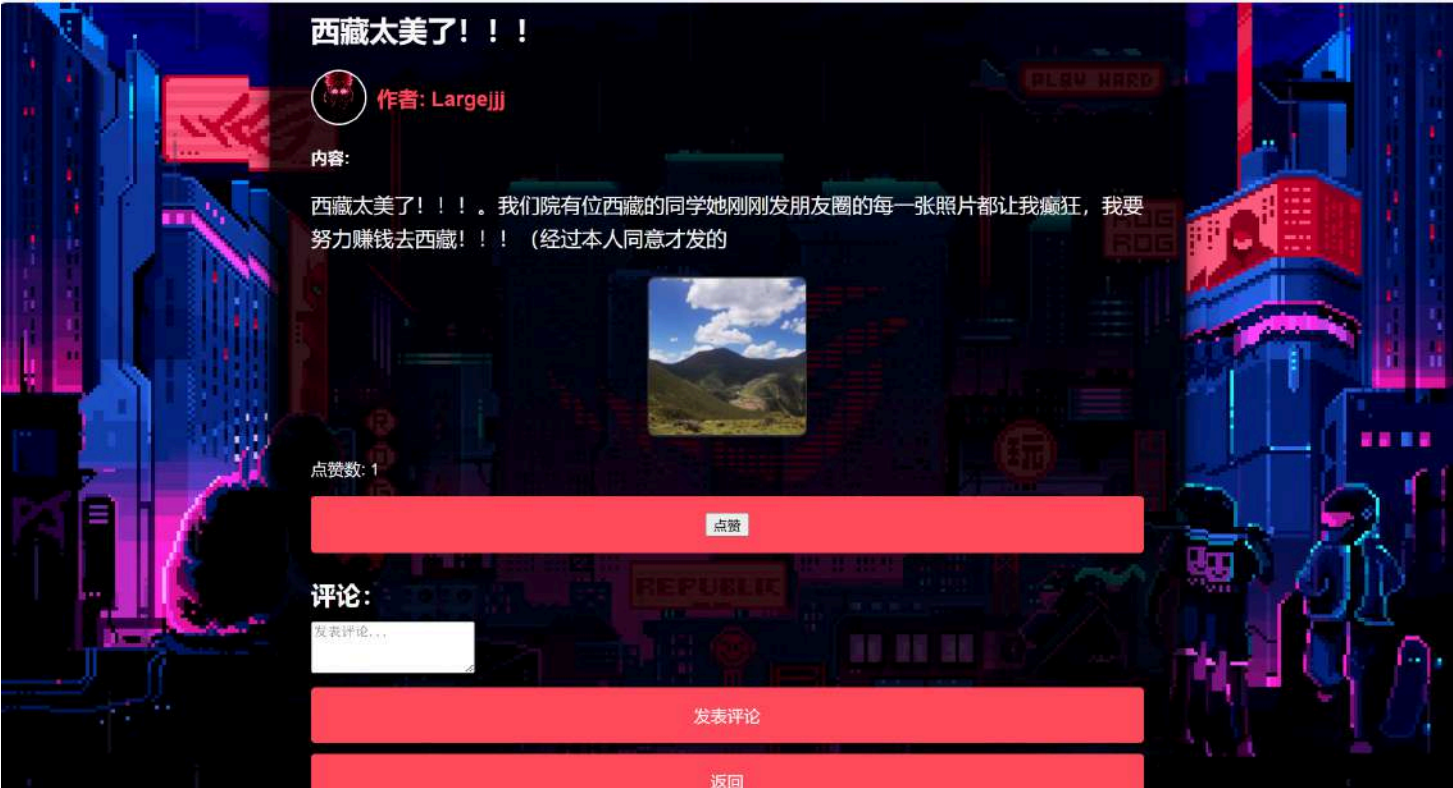 西藏太美了！！！
作者: Largejjj
PLAY HARD
内容:
西藏太美了！！！。我们院有位西藏的同学她刚刚发朋友圈的每一张照片都让我癫狂，我要
努力赚钱去西藏！！！（经过本人同意才发的
ROG
ROG
点赞数: 1
玩
点赞
REPUBLIC
评论：
发表评论...
发表评论
返回